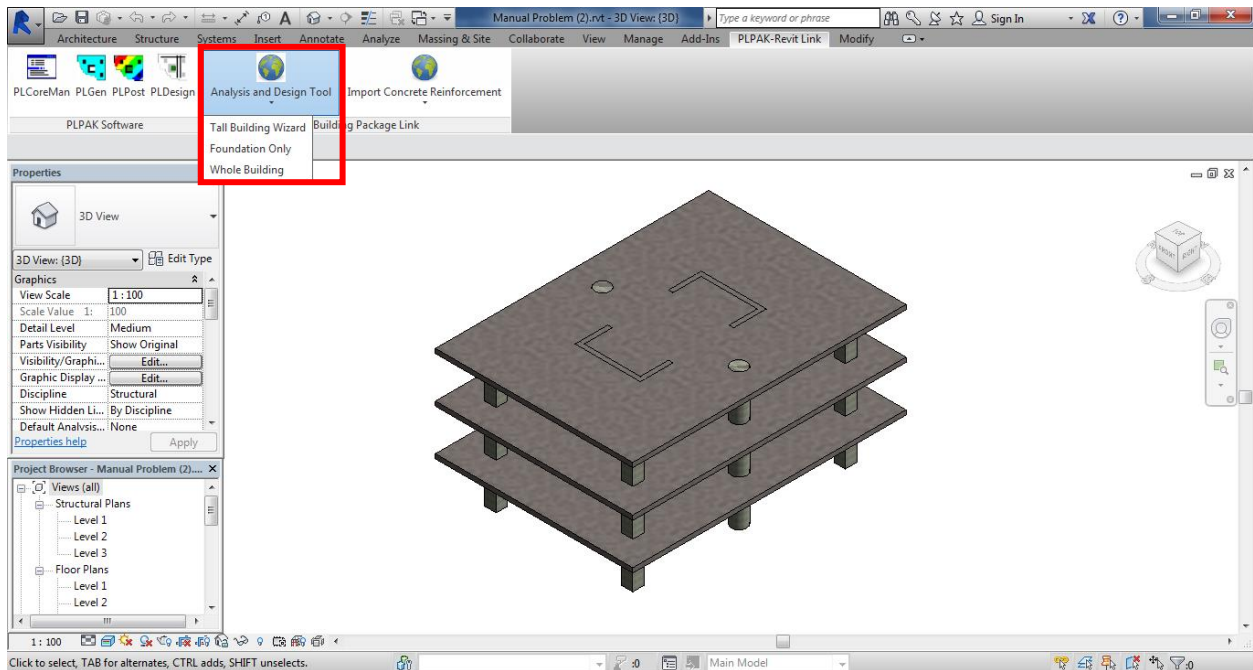 Manual Problem (2).rvt - 3D View: {3D}
Type a keyword or phrase
Sign In
Architecture Structure Systems Insert Annotate Analyze Massing & Site Collaborate View Manage Add-Ins PLPAK-Revit Link Modify
PLCoreMan PLGen PLPost PLDesign Analysis and Design Tool Import Concrete Reinforcement
PLPAK Software Building Package Link
Tall Building Wizard
Foundation Only
Whole Building
Properties
3D View
3D View: {3D} Edit Type
Graphics
View Scale 1 : 100
Scale Value 1: 100
Detail Level Medium
Parts Visibility Show Original
Visibility/Graphi... Edit...
Graphic Display ... Edit...
Discipline Structural
Show Hidden Li... By Discipline
Default Analysis... None
Properties help Apply
Project Browser - Manual Problem (2)....
Views (all)
Structural Plans
Level 1
Level 2
Level 3
Floor Plans
Level 1
Level 2
TOP
FRONT
RIGHT
1 : 100
Click to select, TAB for alternates, CTRL adds, SHIFT unselects.
:0
Main Model
:0